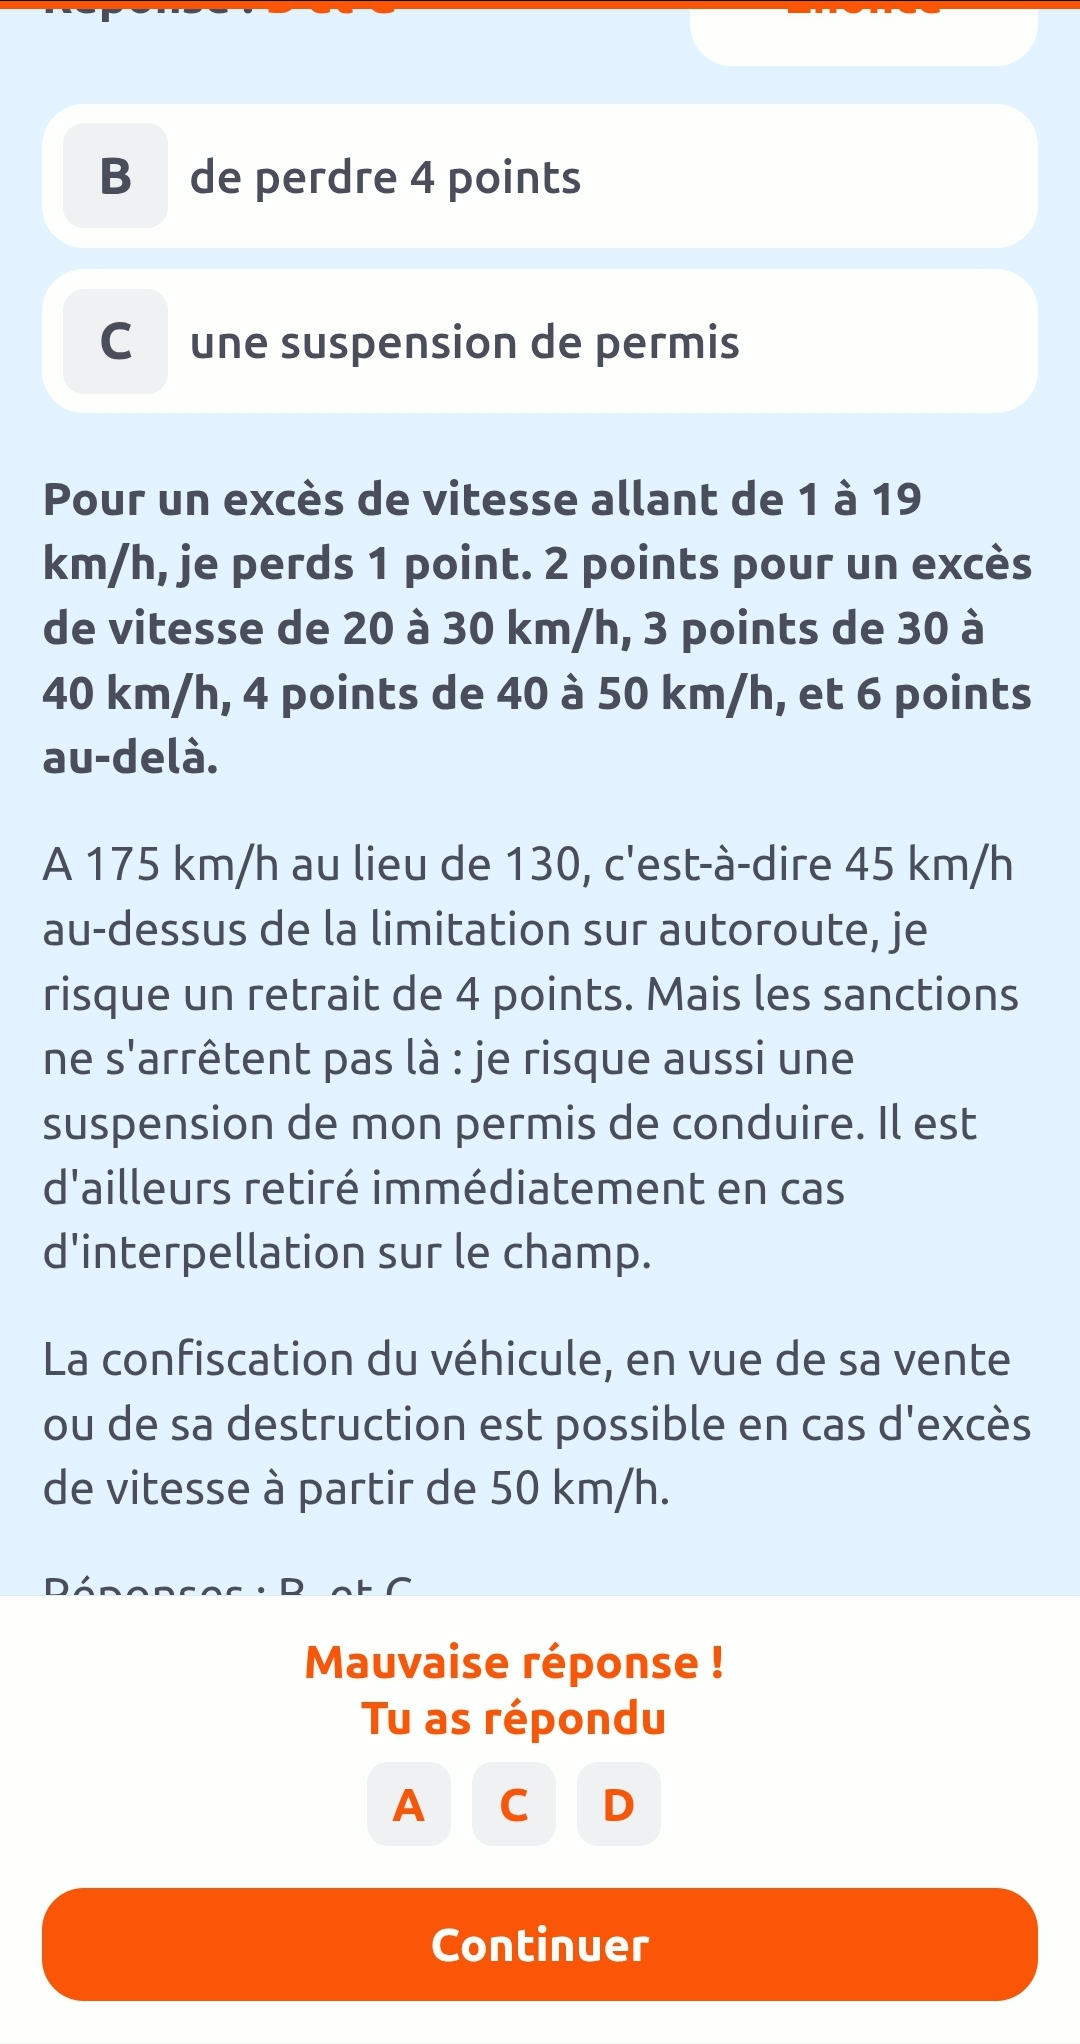 Réponse : B et C
Énoncé
B de perdre 4 points
C une suspension de permis
Pour un excès de vitesse allant de 1 à 19
km/h, je perds 1 point. 2 points pour un excès
de vitesse de 20 à 30 km/h, 3 points de 30 à
40 km/h, 4 points de 40 à 50 km/h, et 6 points
au-delà.
A 175 km/h au lieu de 130, c'est-à-dire 45 km/h
au-dessus de la limitation sur autoroute, je
risque un retrait de 4 points. Mais les sanctions
ne s'arrêtent pas là : je risque aussi une
suspension de mon permis de conduire. Il est
d'ailleurs retiré immédiatement en cas
d'interpellation sur le champ.
La confiscation du véhicule, en vue de sa vente
ou de sa destruction est possible en cas d'excès
de vitesse à partir de 50 km/h.
Réponses : B et C
Mauvaise réponse !
Tu as répondu
A C D
Continuer